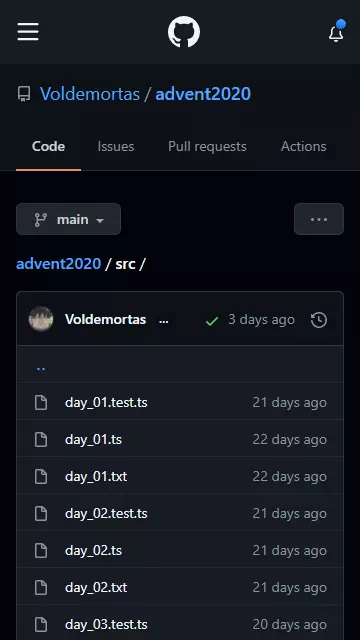 Voldemortas / advent2020
Code Issues Pull requests Actions
main
advent2020 / src /
Voldemortas ... 3 days ago
..
day_01.test.ts 21 days ago
day_01.ts 22 days ago
day_01.txt 22 days ago
day_02.test.ts 21 days ago
day_02.ts 21 days ago
day_02.txt 21 days ago
day_03.test.ts 20 days ago